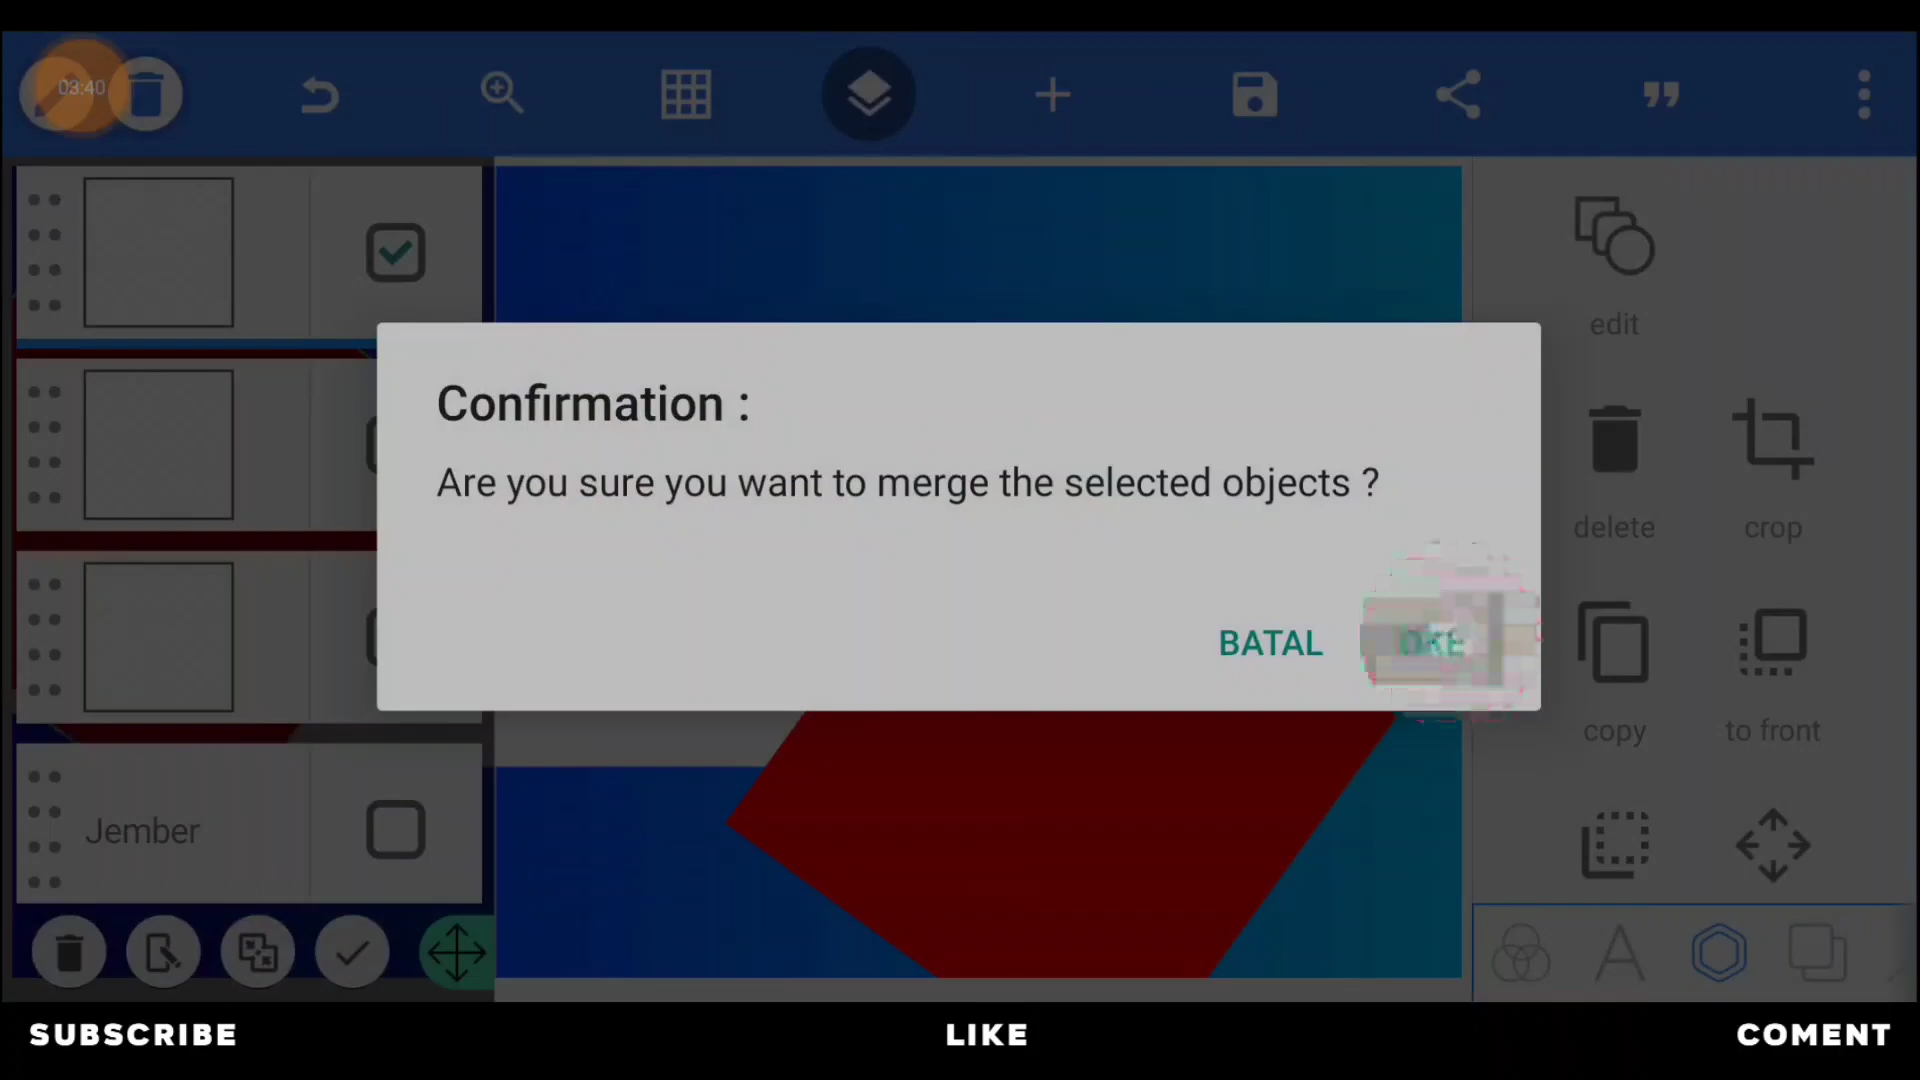 03:40
edit
Confirmation :
Are you sure you want to merge the selected objects ?
delete
crop
BATAL
OKE
copy
to front
Jember
SUBSCRIBE
LIKE
COMENT